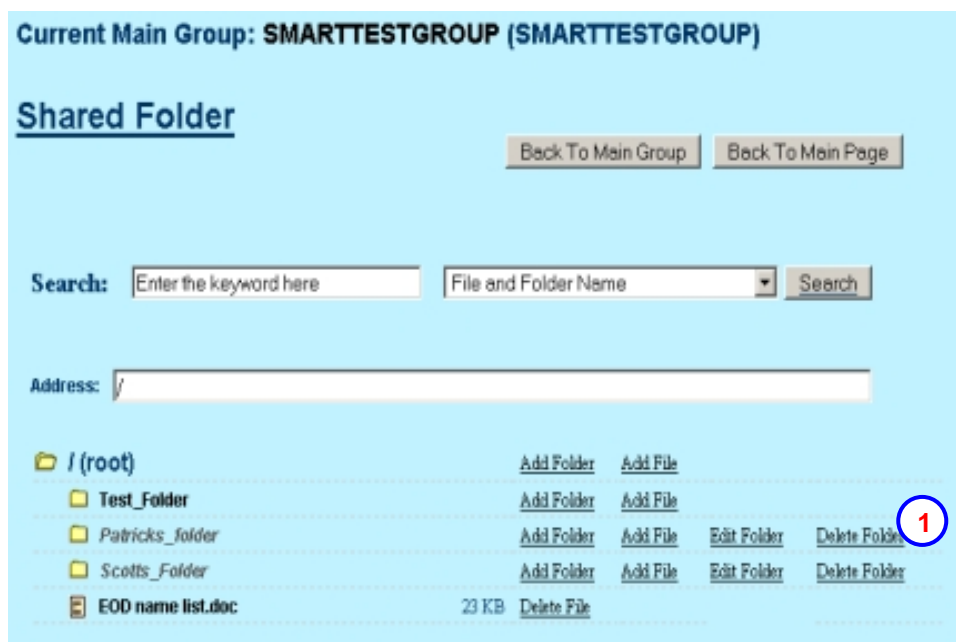 Current Main Group: SMARTTESTGROUP (SMARTTESTGROUP)
Shared Folder
Back To Main Group Back To Main Page
Search: Enter the keyword here File and Folder Name Search
Address: /
/ (root) Add Folder Add File
Test_Folder Add Folder Add File
1
Patricks_folder Add Folder Add File Edit Folder Delete Folder
Scotts_Folder Add Folder Add File Edit Folder Delete Folder
EOD name list.doc 23 KB Delete File